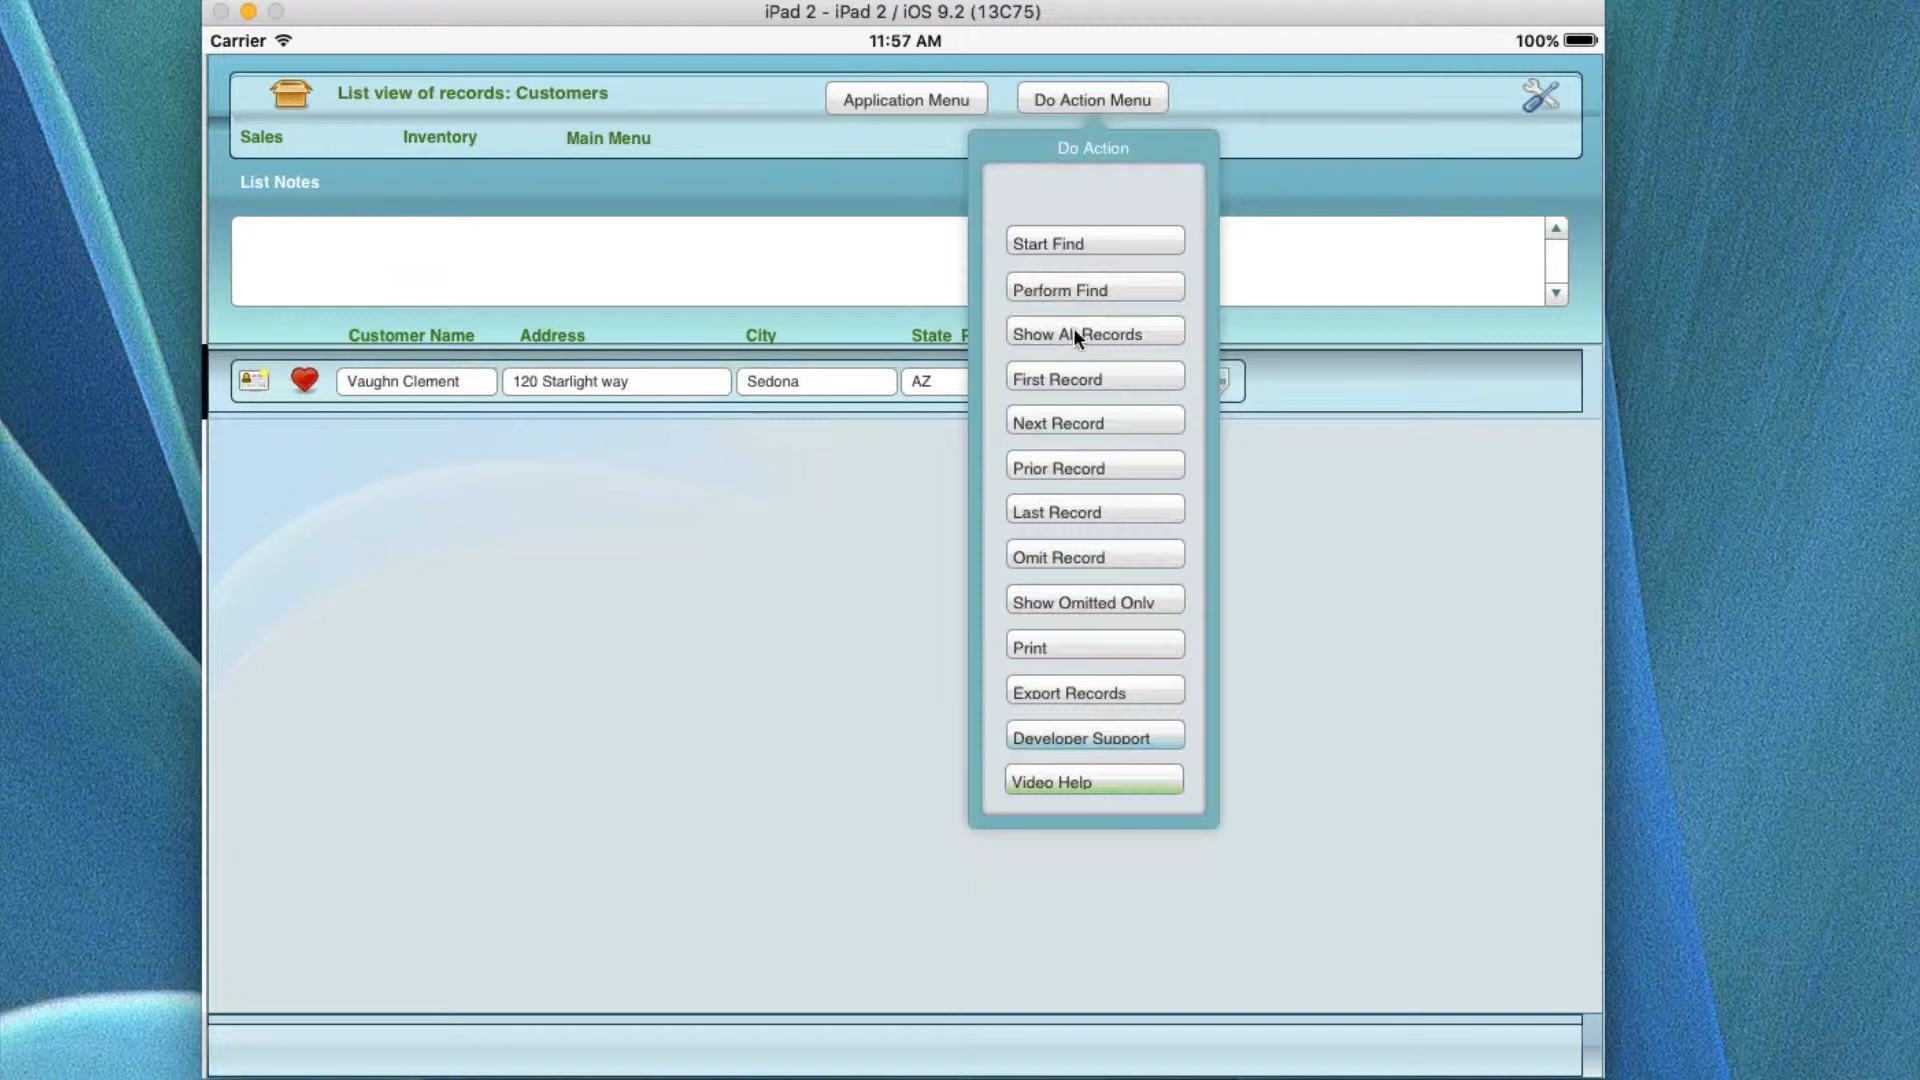 iPad 2 - iPad 2 / iOS 9.2 (13C75)
Carrier 11:57 AM 100%
List view of records: Customers
Application Menu Do Action Menu
Sales Inventory Main Menu
Do Action
List Notes
Start Find
Perform Find
Show All Records
Customer Name Address City State
First Record
Vaughn Clement 120 Starlight way Sedona AZ
Next Record
Prior Record
Last Record
Omit Record
Show Omitted Only
Print
Export Records
Developer Support
Video Help